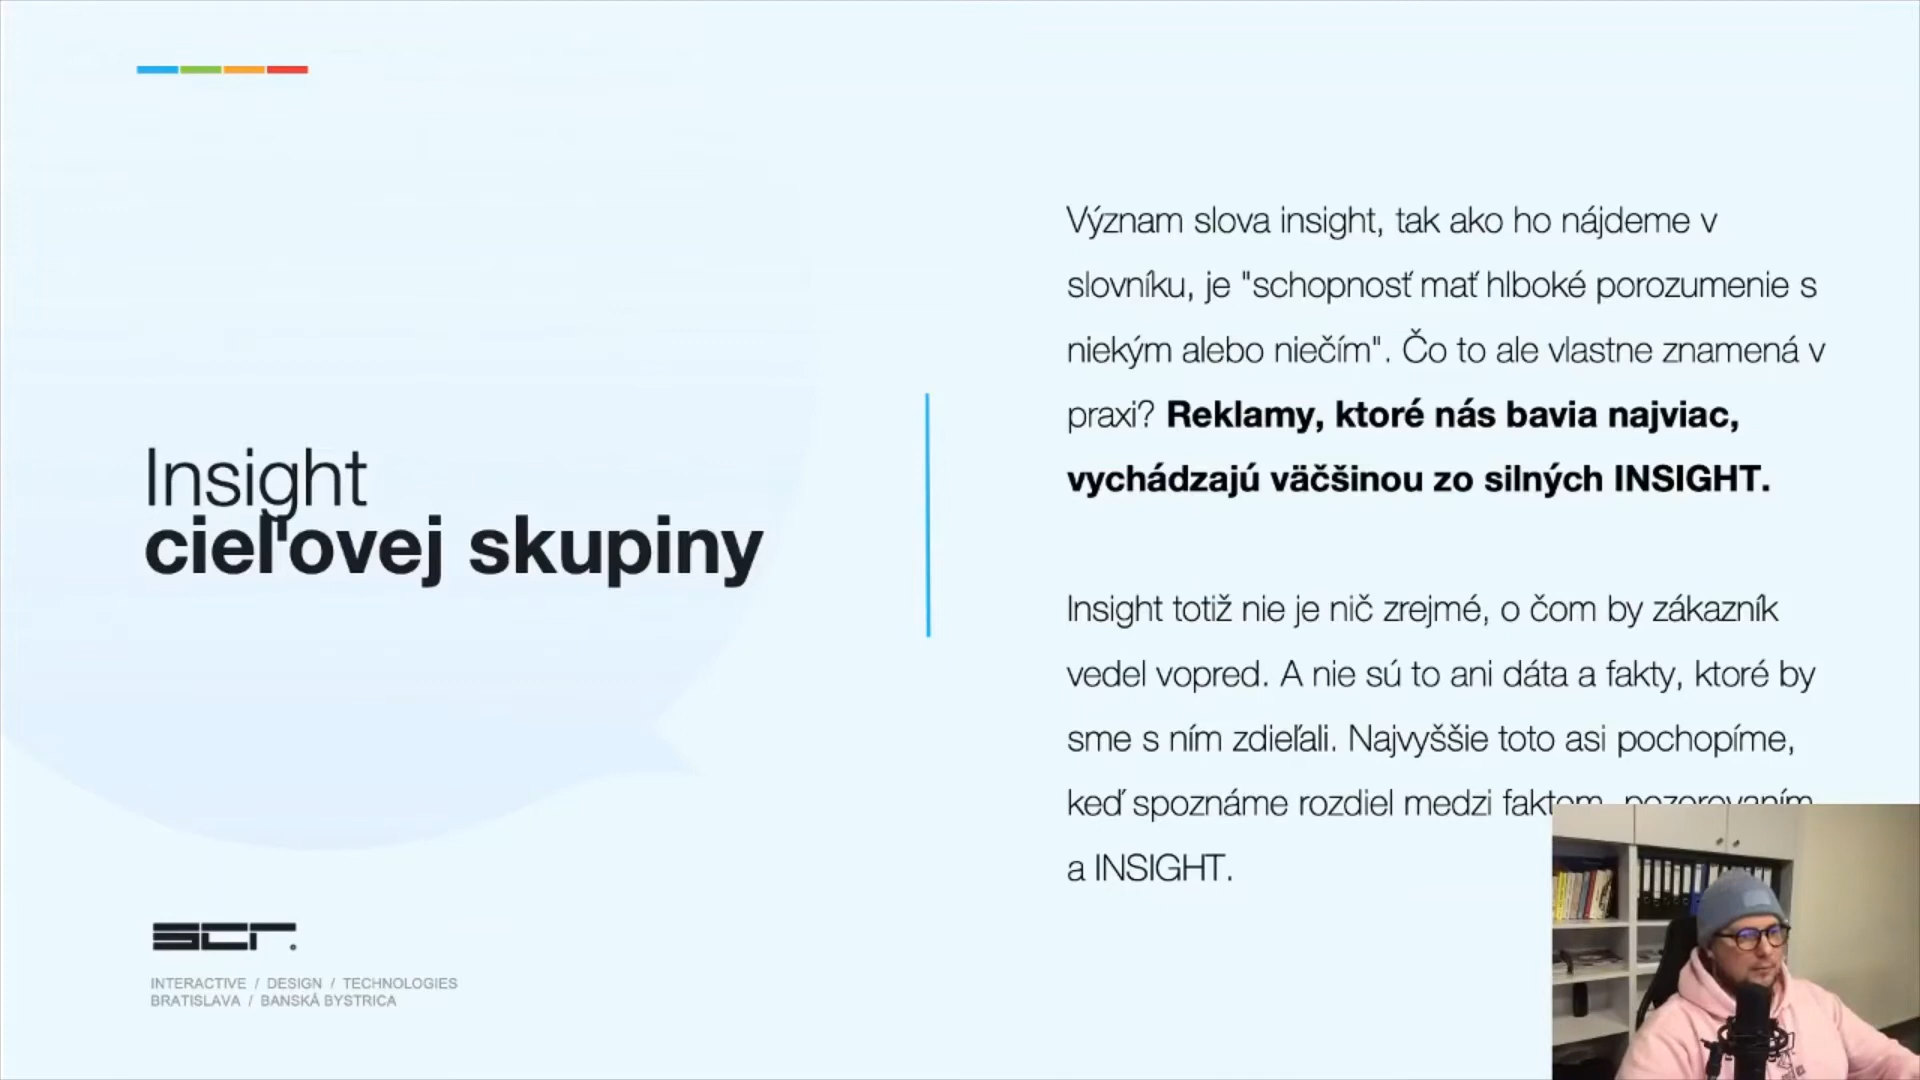 Insight
cieľovej skupiny
Význam slova insight, tak ako ho nájdeme v
slovníku, je "schopnosť mať hlboké porozumenie s
niekým alebo niečím". Čo to ale vlastne znamená v
praxi? Reklamy, ktoré nás bavia najviac,
vychádzajú väčšinou zo silných INSIGHT.
Insight totiž nie je nič zrejmé, o čom by zákazník
vedel vopred. A nie sú to ani dáta a fakty, ktoré by
sme s ním zdieľali. Najvyššie toto asi pochopíme,
keď spoznáme rozdiel medzi faktom, pozorovaním
a INSIGHT.
scr.
INTERACTIVE / DESIGN / TECHNOLOGIES
BRATISLAVA / BANSKÁ BYSTRICA